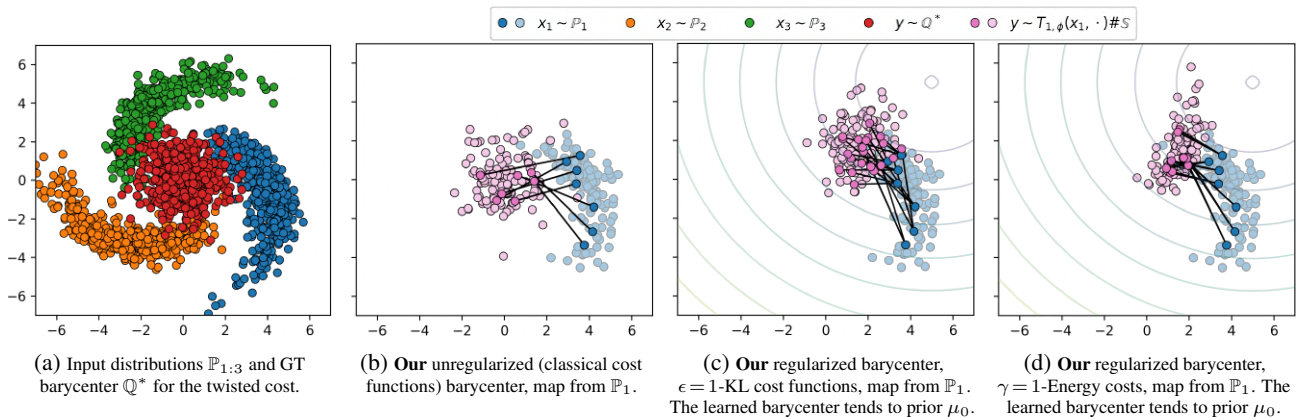 x₁ ~ ℙ₁ x₂ ~ ℙ₂ x₃ ~ ℙ₃ y ~ ℚ* y ~ T₁,ϕ(x₁, ·)#𝕊
6
4
2
0
−2
−4
−6
−6 −4 −2 0 2 4 6
−6 −4 −2 0 2 4 6
−6 −4 −2 0 2 4 6
−6 −4 −2 0 2 4 6
(a) Input distributions ℙ₁:₃ and GT
barycenter ℚ* for the twisted cost.
(b) Our unregularized (classical cost
functions) barycenter, map from ℙ₁.
(c) Our regularized barycenter,
ϵ = 1-KL cost functions, map from ℙ₁.
The learned barycenter tends to prior μ₀.
(d) Our regularized barycenter,
γ = 1-Energy costs, map from ℙ₁. The
learned barycenter tends to prior μ₀.